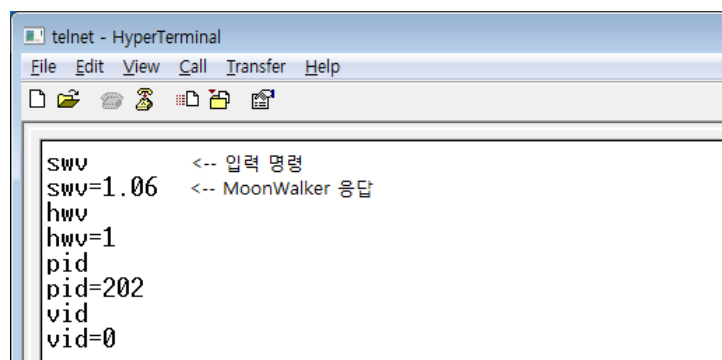 telnet - HyperTerminal
File Edit View Call Transfer Help
swv <-- 입력 명령
swv=1.06 <-- MoonWalker 응답
hwv
hwv=1
pid
pid=202
vid
vid=0